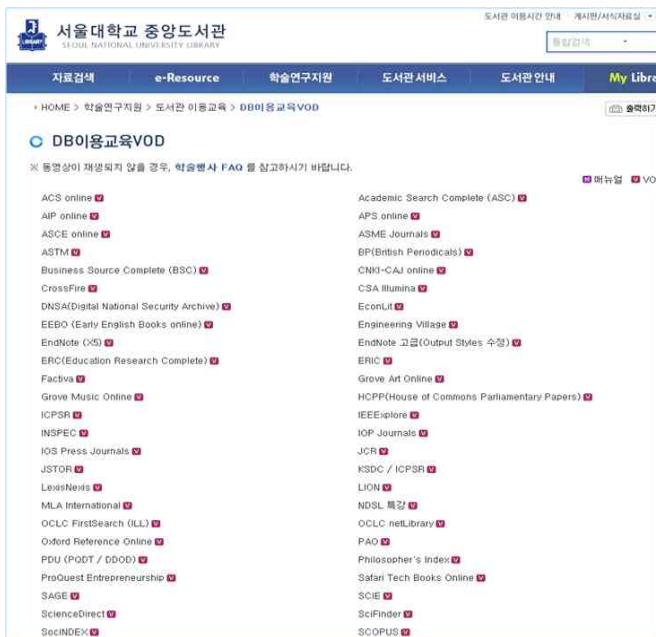 도서관 이용시간 안내 게시판/서식자료실
LIBRARY
서울대학교 중앙도서관
SEOUL NATIONAL UNIVERSITY LIBRARY
통합검색
자료검색 e-Resource 학술연구지원 도서관서비스 도서관안내 My Libra
HOME > 학술연구지원 > 도서관 이용교육 > DB이용교육VOD 출력하기
DB이용교육VOD
※ 동영상이 재생되지 않을 경우, 학술행사 FAQ 를 참고하시기 바랍니다.
M 매뉴얼 V VO
ACS online V Academic Search Complete (ASC) V
AIP online V APS online V
ASCE online V ASME Journals V
ASTM V BP(British Periodicals) V
Business Source Complete (BSC) V CNKI-CAJ online V
CrossFire V CSA Illumina V
DNSA(Digital National Security Archive) V EconLit V
EEBO (Early English Books online) V Engineering Village V
EndNote (X5) V EndNote 고급(Output Styles 수정) V
ERC(Education Research Complete) V ERIC V
Factiva V Grove Art Online V
Grove Music Online V HCPP(House of Commons Parliamentary Papers) V
ICPSR V IEEExplore V
INSPEC V IOP Journals V
IOS Press Journals V JCR V
JSTOR V KSDC / ICPSR V
LexisNexis V LION V
MLA International V NDSL 특강 V
OCLC FirstSearch (ILL) V OCLC netLibrary V
Oxford Reference Online V PAO V
PDU (PQDT / DDOD) V Philosopher's Index V
ProQuest Entrepreneurship V Safari Tech Books Online V
SAGE V SCIE V
ScienceDirect V SciFinder V
SocINDEX V SCOPUS V